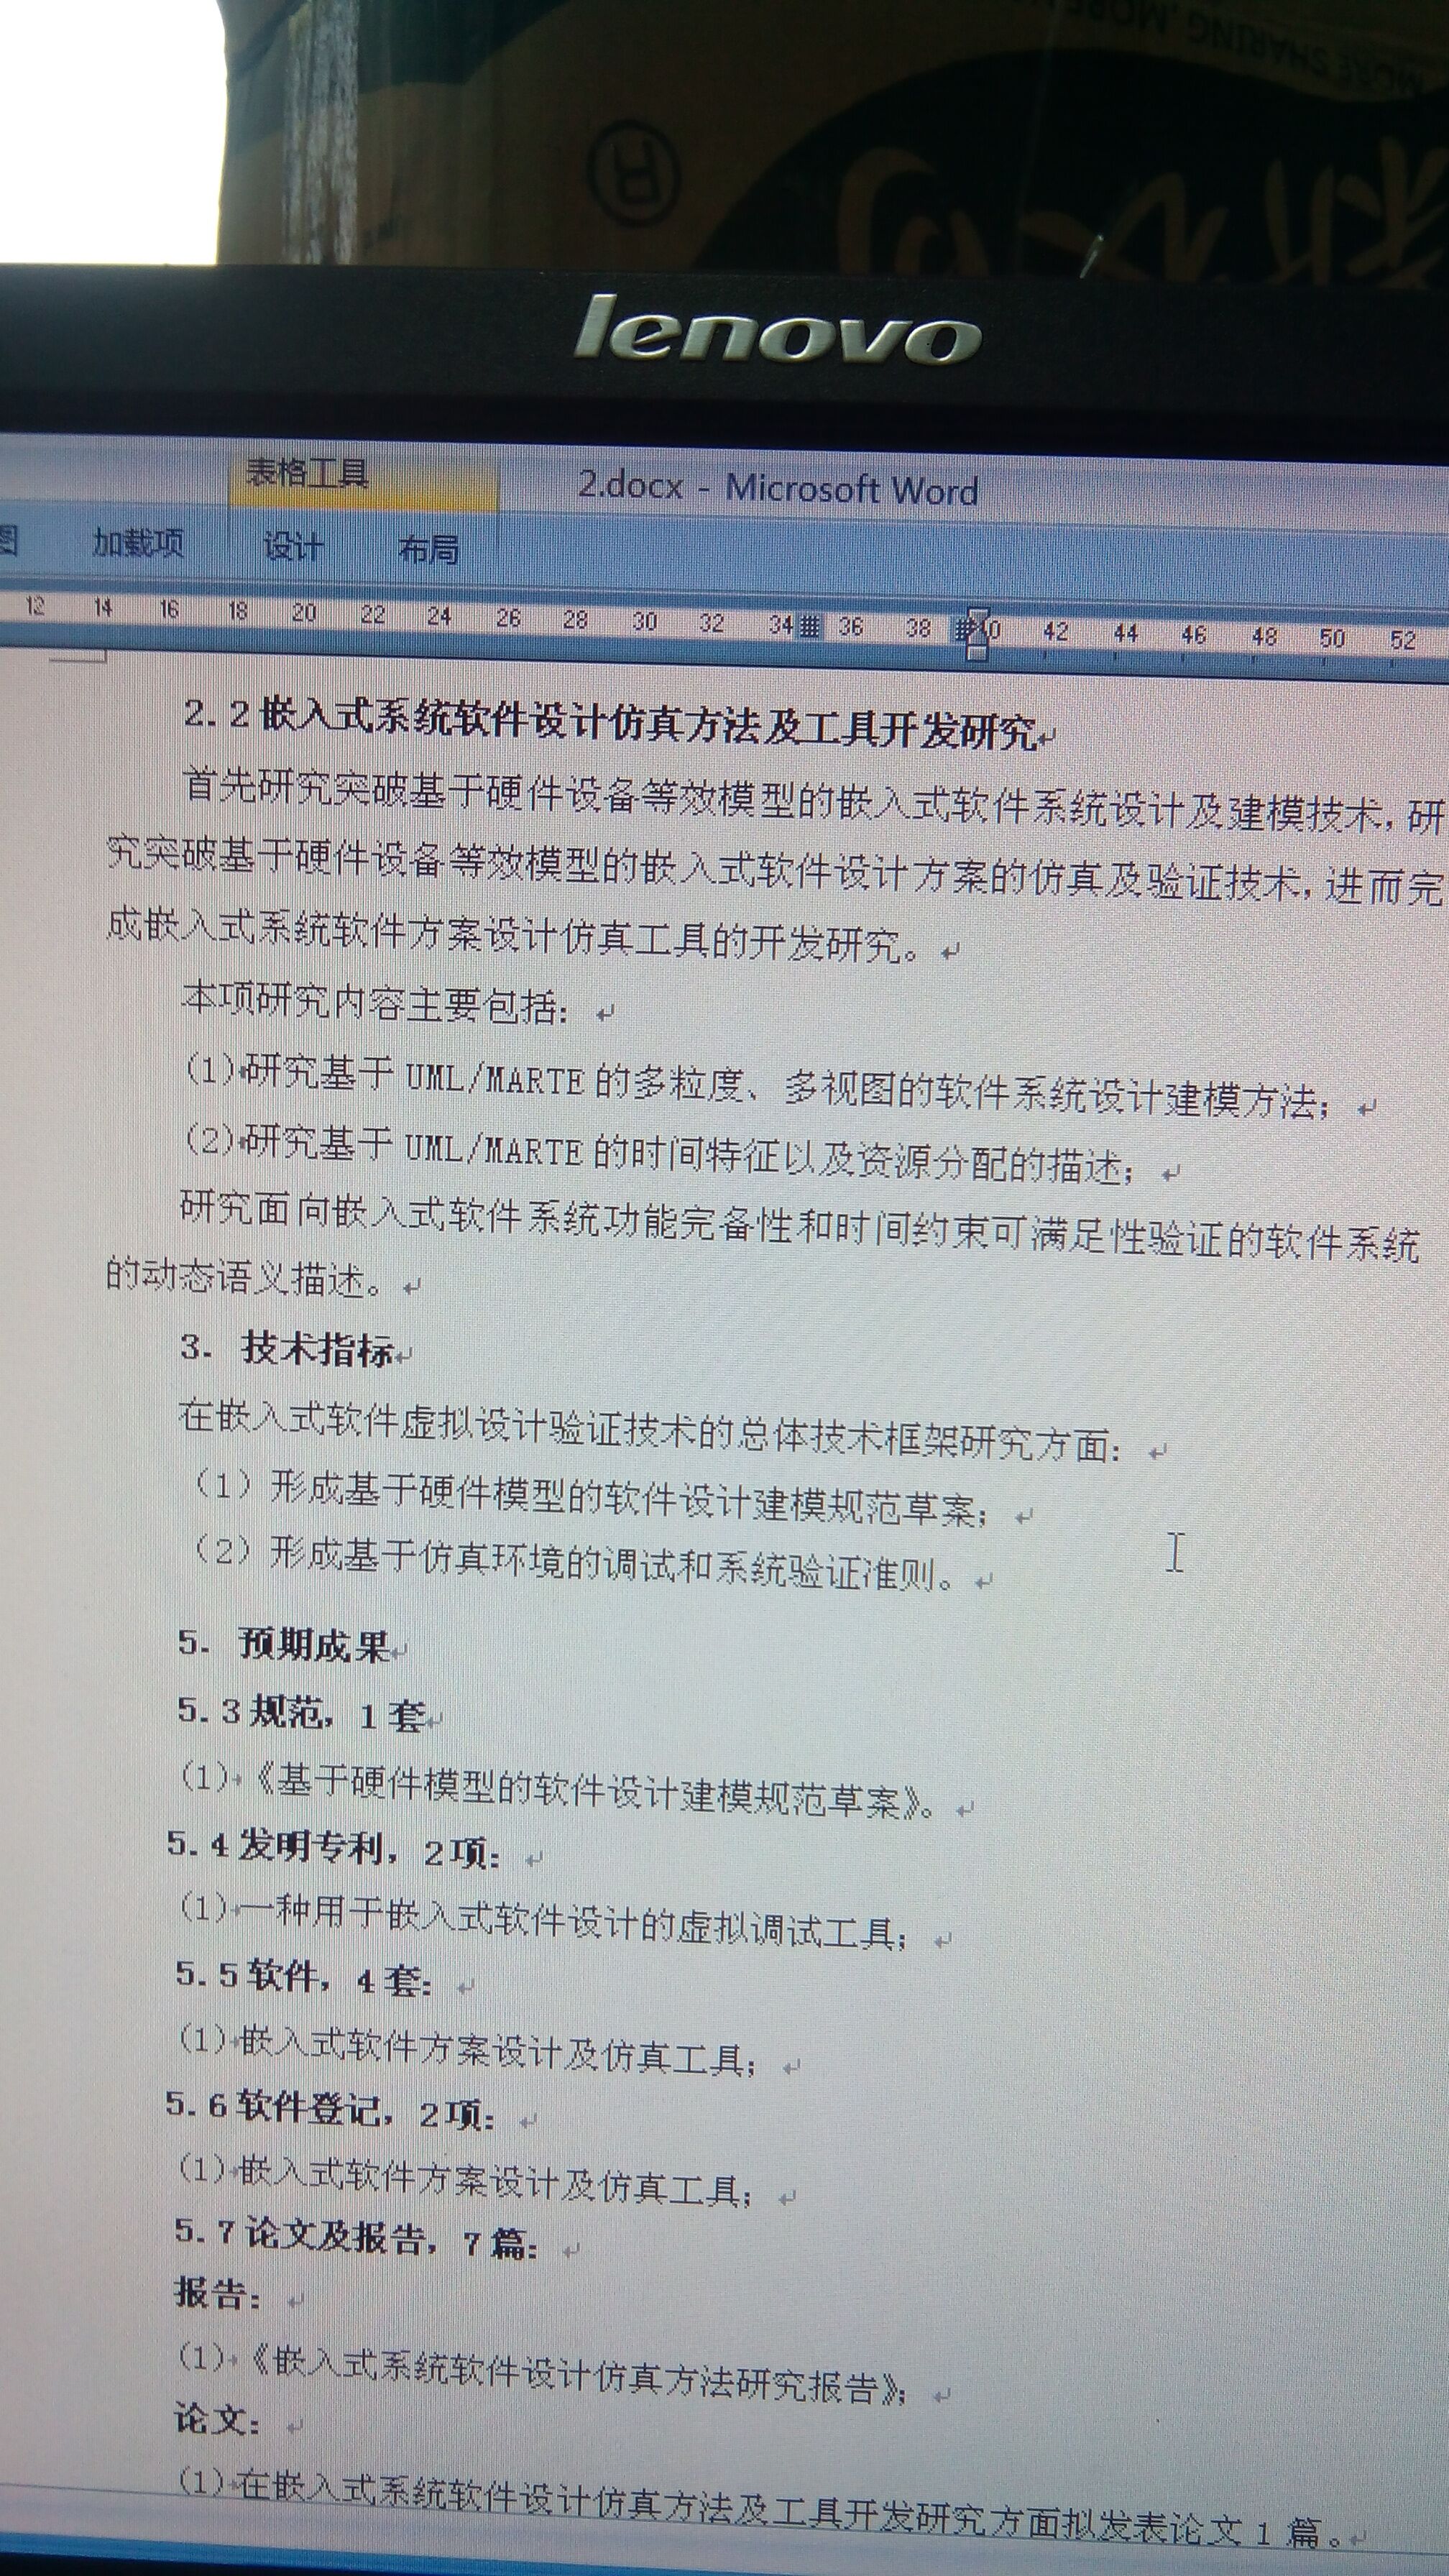 MORE SHARING, MORE
R
lenovo
表格工具
2.docx - Microsoft Word
图 加载项 设计 布局
12 14 16 18 20 22 24 26 28 30 32 34 36 38 40 42 44 46 48 50 52
2.2嵌入式系统软件设计仿真方法及工具开发研究
首先研究突破基于硬件设备等效模型的嵌入式软件系统设计及建模技术,研
究突破基于硬件设备等效模型的嵌入式软件设计方案的仿真及验证技术,进而完
成嵌入式系统软件方案设计仿真工具的开发研究。
本项研究内容主要包括:
(1)研究基于 UML/MARTE 的多粒度、多视图的软件系统设计建模方法;
(2)研究基于 UML/MARTE 的时间特征以及资源分配的描述;
研究面向嵌入式软件系统功能完备性和时间约束可满足性验证的软件系统
的动态语义描述。
3. 技术指标
在嵌入式软件虚拟设计验证技术的总体技术框架研究方面:
（1）形成基于硬件模型的软件设计建模规范草案;
（2）形成基于仿真环境的调试和系统验证准则。
5. 预期成果
5.3规范, 1套
(1)《基于硬件模型的软件设计建模规范草案》。
5.4发明专利, 2项:
(1)一种用于嵌入式软件设计的虚拟调试工具;
5.5软件, 4套:
(1)嵌入式软件方案设计及仿真工具;
5.6软件登记, 2项:
(1)嵌入式软件方案设计及仿真工具;
5.7论文及报告, 7篇:
报告:
(1)《嵌入式系统软件设计仿真方法研究报告》;
论文:
(1)在嵌入式系统软件设计仿真方法及工具开发研究方面拟发表论文 1 篇。